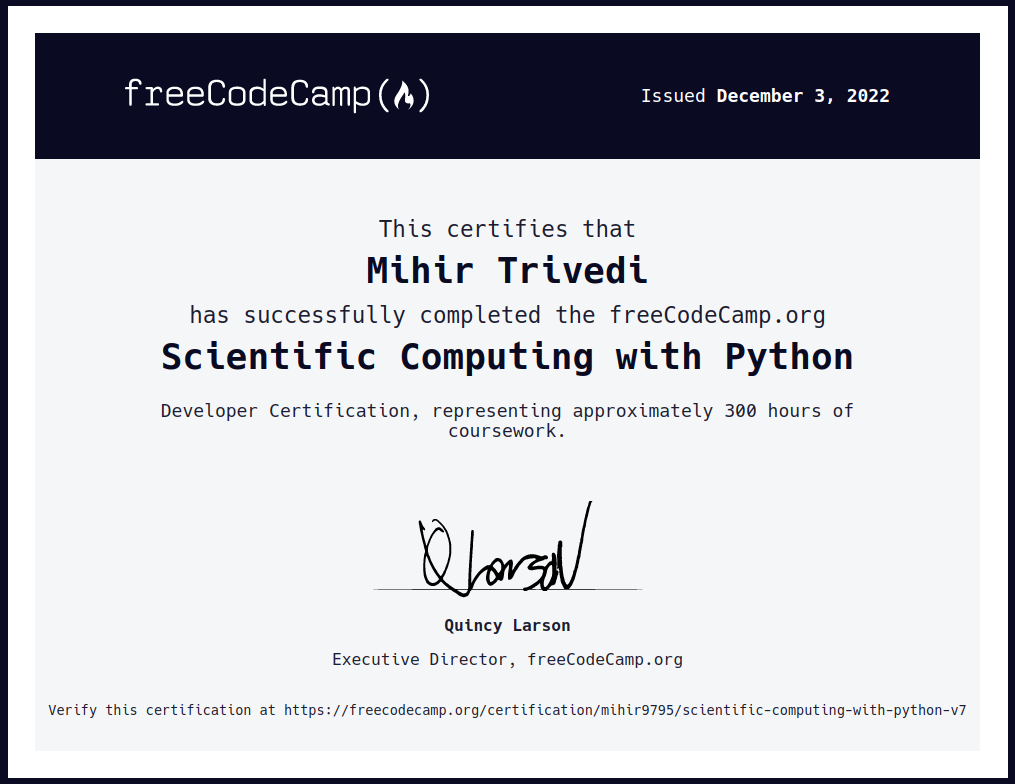 freeCodeCamp(🔥)
Issued December 3, 2022
This certifies that
Mihir Trivedi
has successfully completed the freeCodeCamp.org
Scientific Computing with Python
Developer Certification, representing approximately 300 hours of
coursework.
Q Larson
Quincy Larson
Executive Director, freeCodeCamp.org
Verify this certification at https://freecodecamp.org/certification/mihir9795/scientific-computing-with-python-v7